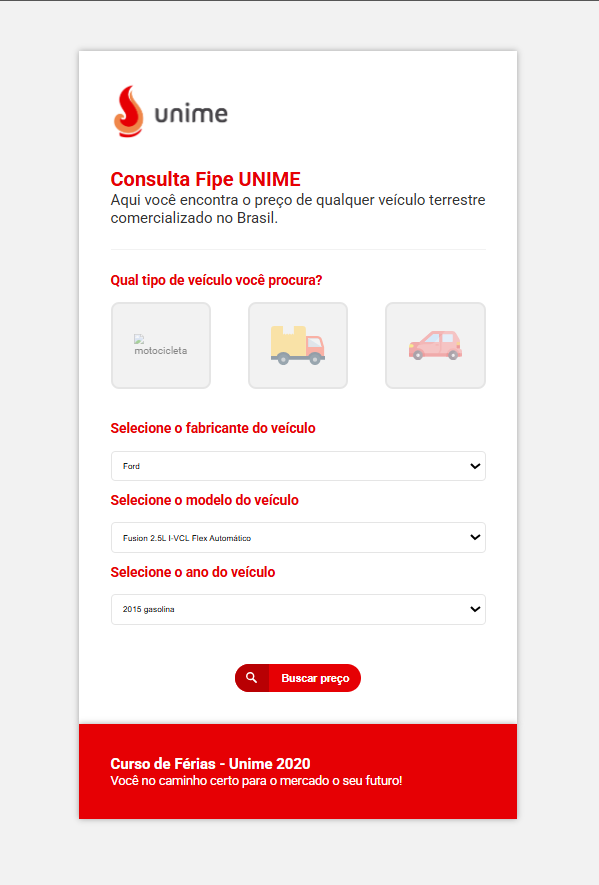 unime
Consulta Fipe UNIME
Aqui você encontra o preço de qualquer veículo terrestre
comercializado no Brasil.
Qual tipo de veículo você procura?
motocicleta
Selecione o fabricante do veículo
Ford
Selecione o modelo do veículo
Fusion 2.5L I-VCL Flex Automático
Selecione o ano do veículo
2015 gasolina
Buscar preço
Curso de Férias - Unime 2020
Você no caminho certo para o mercado o seu futuro!